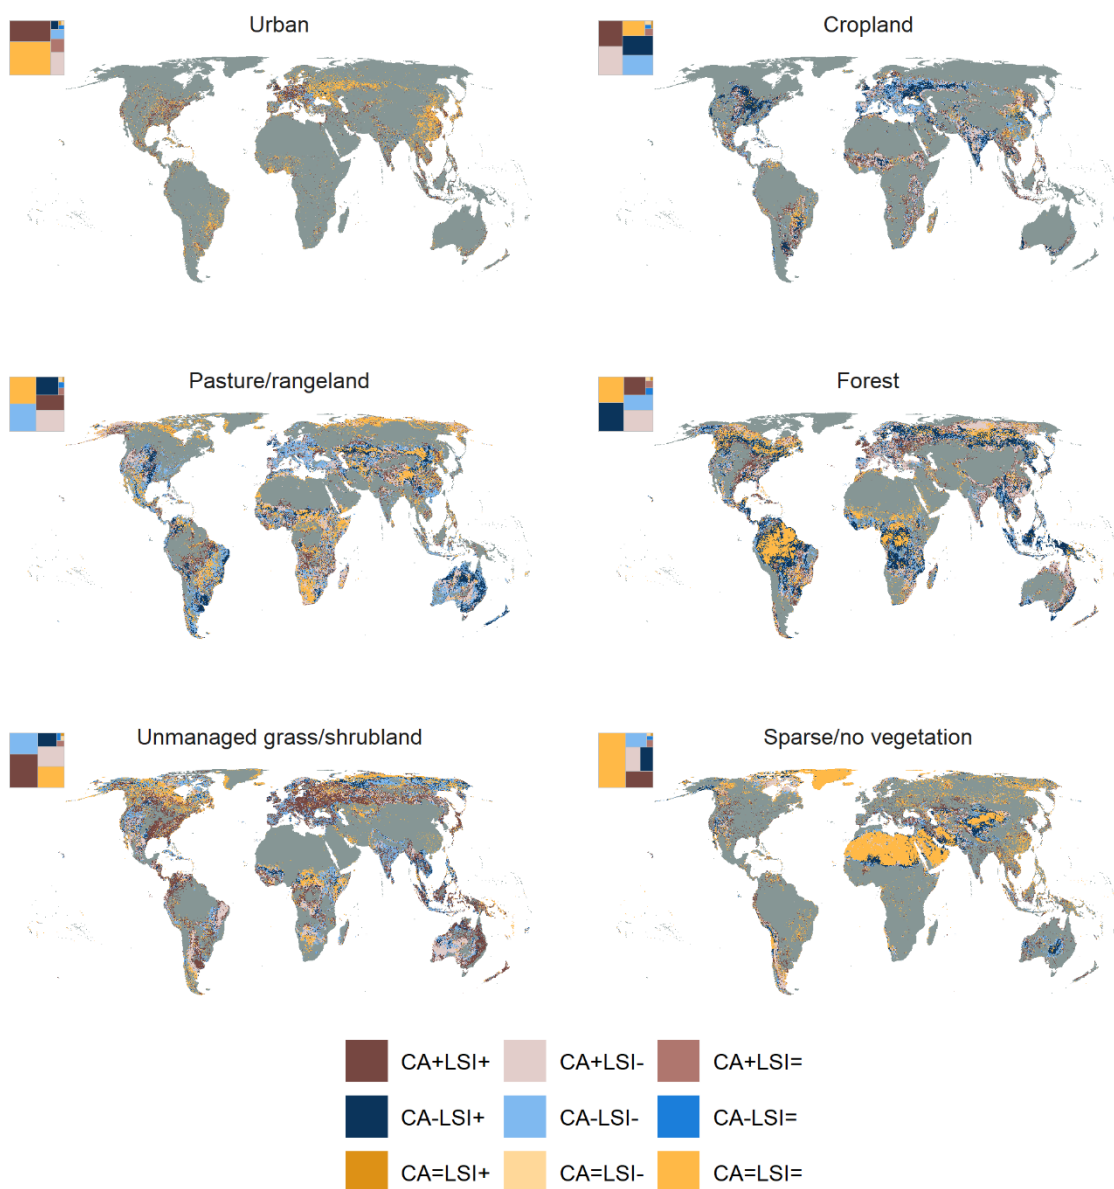 Urban
Cropland
Pasture/rangeland
Forest
Unmanaged grass/shrubland
Sparse/no vegetation
CA+LSI+
CA+LSI-
CA+LSI=
CA-LSI+
CA-LSI-
CA-LSI=
CA=LSI+
CA=LSI-
CA=LSI=